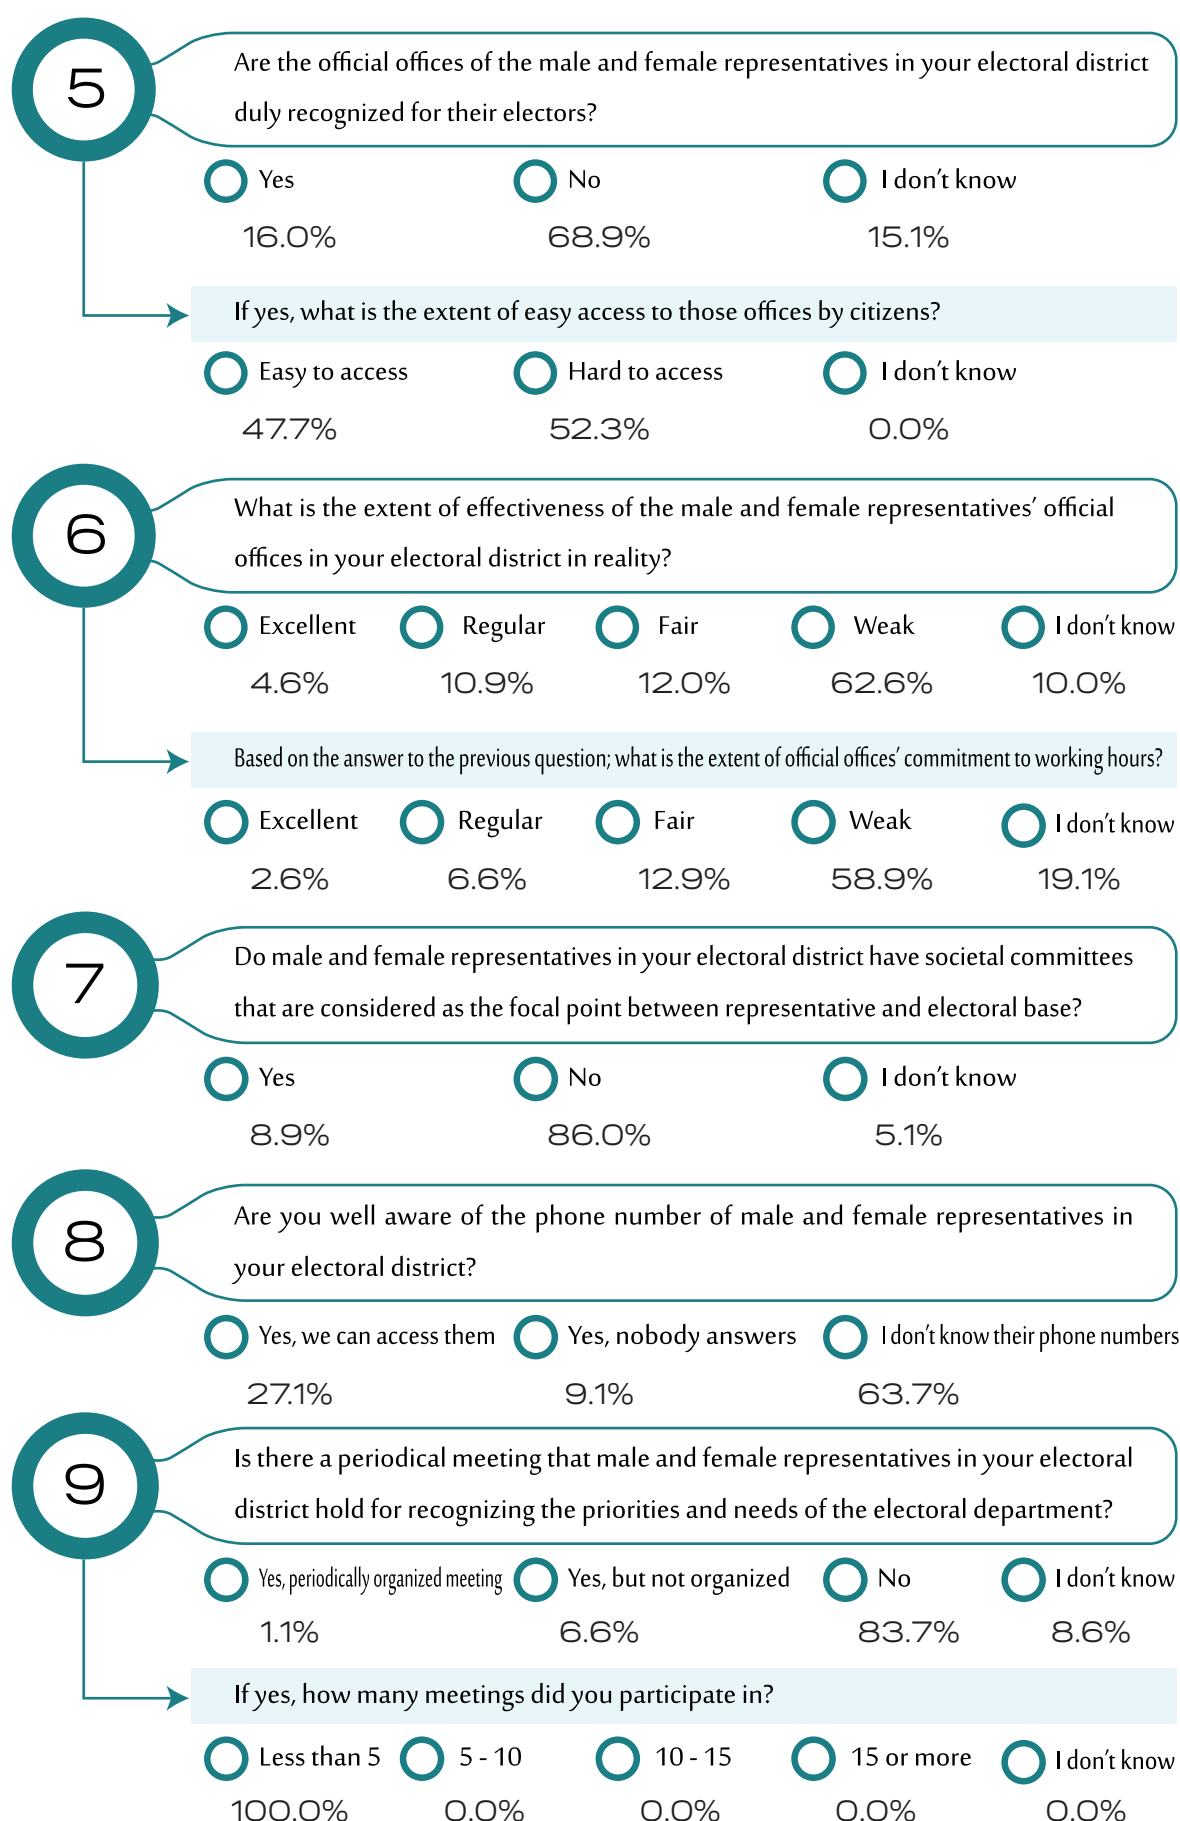 5
Are the official offices of the male and female representatives in your electoral district
duly recognized for their electors?
Yes No I don't know
16.0% 68.9% 15.1%
If yes, what is the extent of easy access to those offices by citizens?
Easy to access Hard to access I don't know
47.7% 52.3% 0.0%
6
What is the extent of effectiveness of the male and female representatives' official
offices in your electoral district in reality?
Excellent Regular Fair Weak I don't know
4.6% 10.9% 12.0% 62.6% 10.0%
Based on the answer to the previous question; what is the extent of official offices' commitment to working hours?
Excellent Regular Fair Weak I don't know
2.6% 6.6% 12.9% 58.9% 19.1%
7
Do male and female representatives in your electoral district have societal committees
that are considered as the focal point between representative and electoral base?
Yes No I don't know
8.9% 86.0% 5.1%
8
Are you well aware of the phone number of male and female representatives in
your electoral district?
Yes, we can access them Yes, nobody answers I don't know their phone numbers
27.1% 9.1% 63.7%
9
Is there a periodical meeting that male and female representatives in your electoral
district hold for recognizing the priorities and needs of the electoral department?
Yes, periodically organized meeting Yes, but not organized No I don't know
1.1% 6.6% 83.7% 8.6%
If yes, how many meetings did you participate in?
Less than 5 5 - 10 10 - 15 15 or more I don't know
100.0% 0.0% 0.0% 0.0% 0.0%